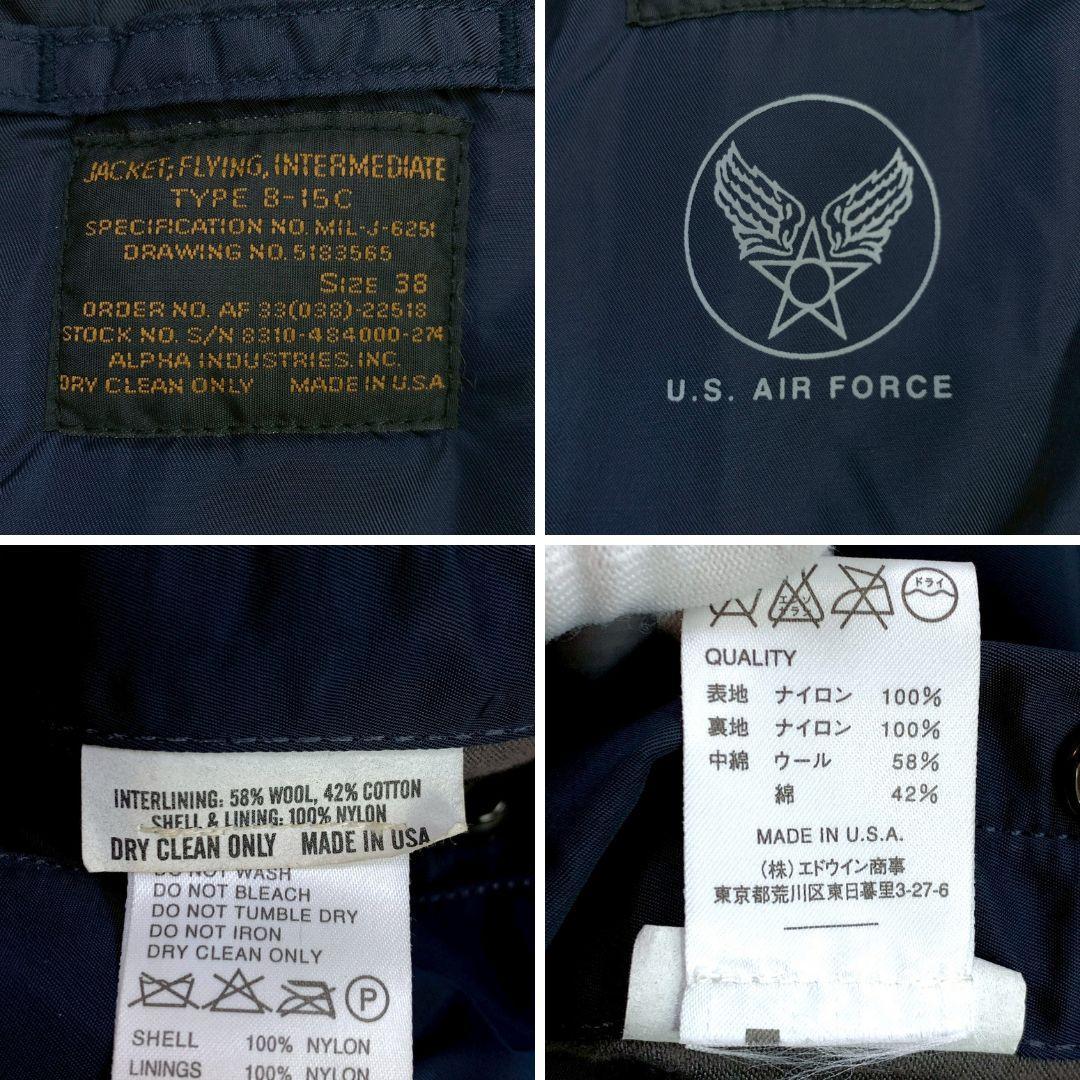 JACKET, FLYING, INTERMEDIATE
TYPE B-15C
SPECIFICATION NO. MIL-J-6251
DRAWING NO. 5183565
SIZE 38
ORDER NO. AF 33(038)-22518
STOCK NO. S/N 8310-484000-274
ALPHA INDUSTRIES, INC.
DRY CLEAN ONLY MADE IN U.S.A
U.S. AIR FORCE
INTERLINING: 58% WOOL, 42% COTTON
SHELL & LINING: 100% NYLON
DRY CLEAN ONLY MADE IN USA
DO NOT WASH
DO NOT BLEACH
DO NOT TUMBLE DRY
DO NOT IRON
DRY CLEAN ONLY
P
SHELL 100% NYLON
LININGS 100% NYLON
エンソ
フラン
ドライ
QUALITY
表地 ナイロン 100%
裏地 ナイロン 100%
中綿 ウール 58%
綿 42%
MADE IN U.S.A.
(株)エドウイン商事
東京都荒川区東日暮里3-27-6